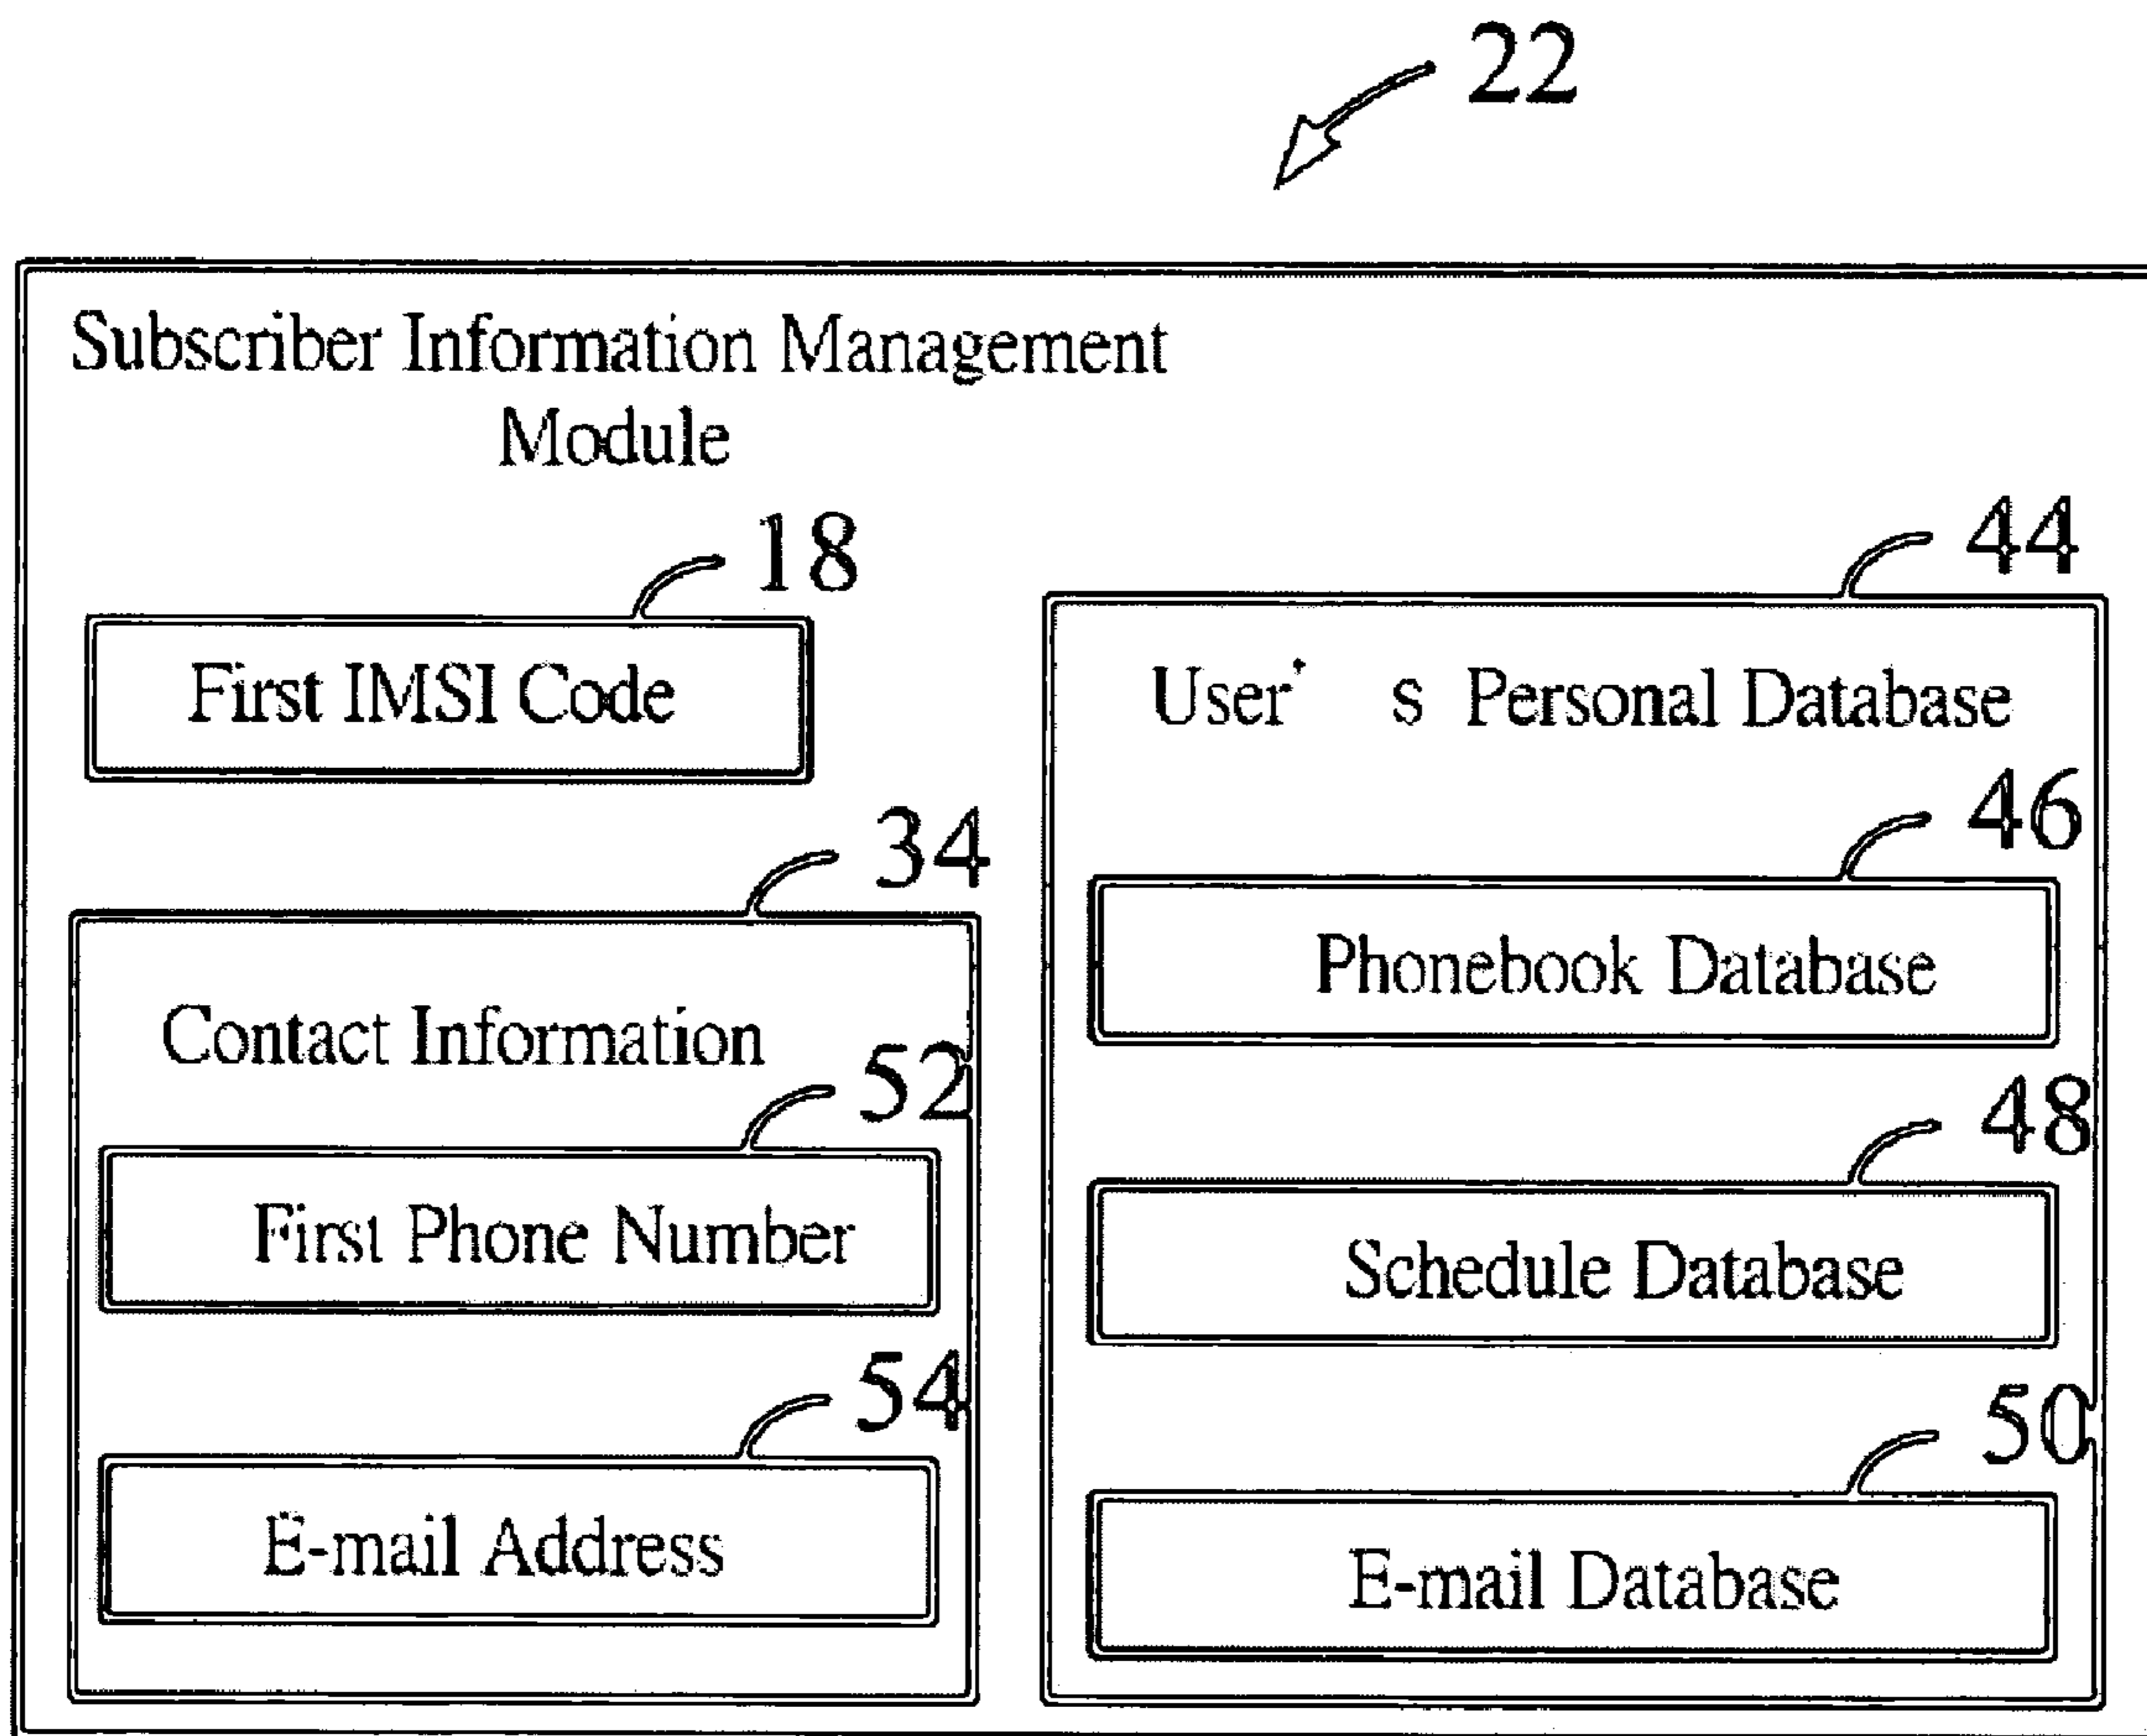 22
Subscriber Information Management
Module
18
First IMSI Code
34
Contact Information
52
First Phone Number
54
E-mail Address
44
User's Personal Database
46
Phonebook Database
48
Schedule Database
50
E-mail Database